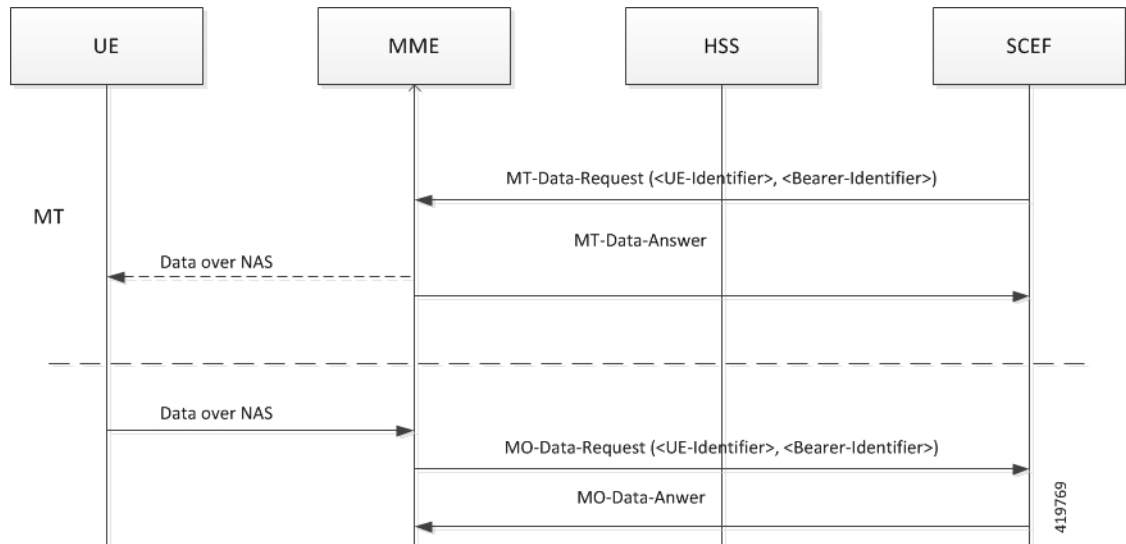 UE
MME
HSS
SCEF
MT-Data-Request (<UE-Identifier>, <Bearer-Identifier>)
MT
MT-Data-Answer
Data over NAS
Data over NAS
MO-Data-Request (<UE-Identifier>, <Bearer-Identifier>)
MO-Data-Anwer
419769